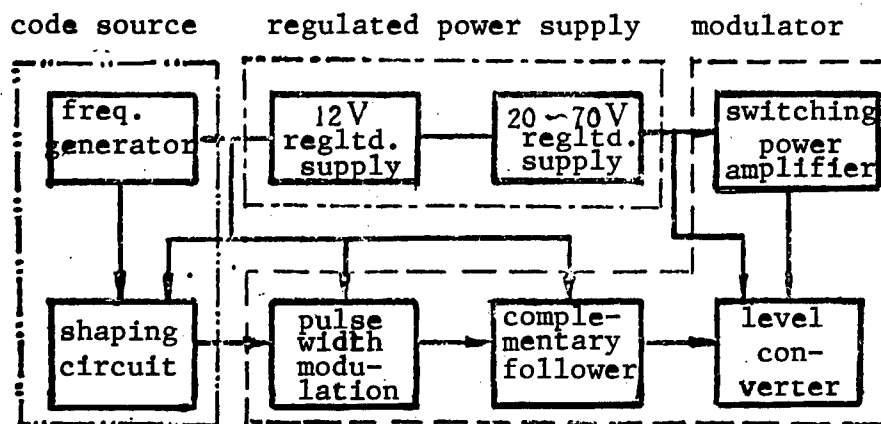 code source
regulated power supply
modulator
freq.
generator
12V
regltd.
supply
20~70V
regltd.
supply
switching
power
amplifier
shaping
circuit
pulse
width
modu-
lation
comple-
mentary
follower
level
con-
verter